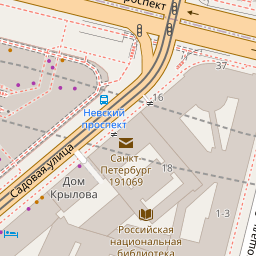 проспект
37
16
Невский
проспект
Санкт-
Петербург
191069
18
Садовая улица
Дом
Крылова
1-3
Российская
национальная
библиотека